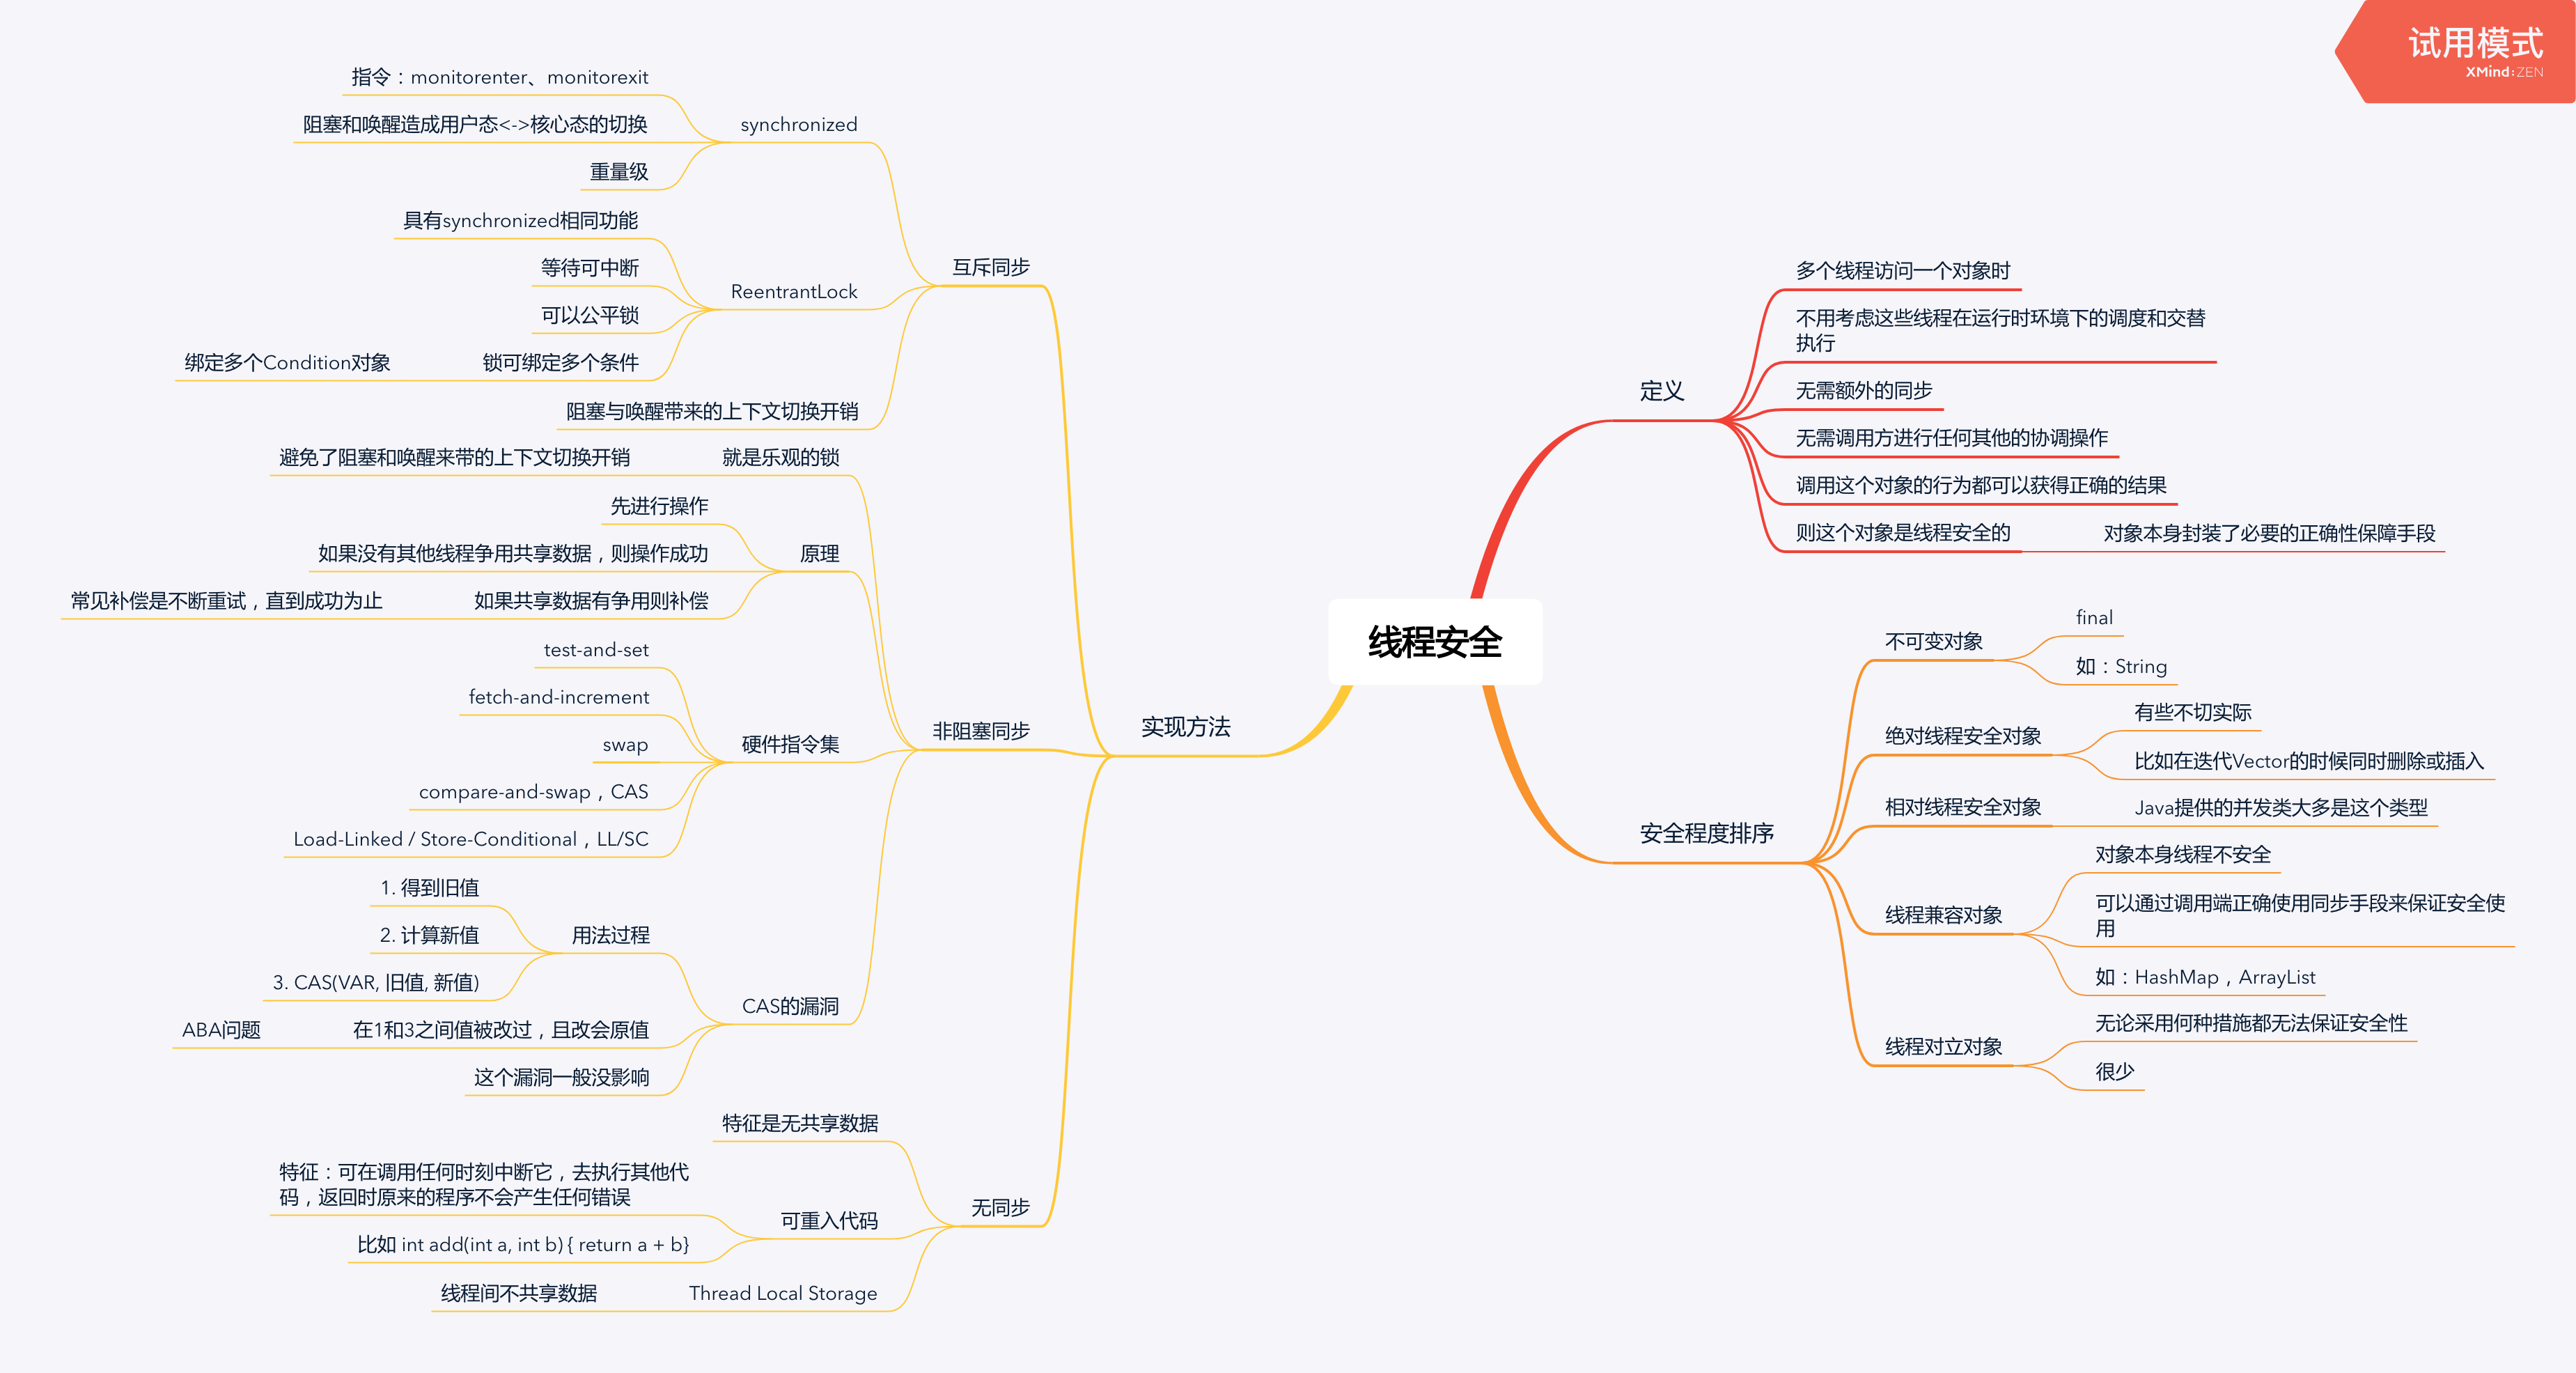 试用模式
XMind:ZEN
线程安全
定义
多个线程访问一个对象时
不用考虑这些线程在运行时环境下的调度和交替
执行
无需额外的同步
无需调用方进行任何其他的协调操作
调用这个对象的行为都可以获得正确的结果
则这个对象是线程安全的
对象本身封装了必要的正确性保障手段
安全程度排序
不可变对象
final
如：String
绝对线程安全对象
有些不切实际
比如在迭代Vector的时候同时删除或插入
相对线程安全对象
Java提供的并发类大多是这个类型
线程兼容对象
对象本身线程不安全
可以通过调用端正确使用同步手段来保证安全使
用
如：HashMap，ArrayList
线程对立对象
无论采用何种措施都无法保证安全性
很少
实现方法
互斥同步
synchronized
指令：monitorenter、monitorexit
阻塞和唤醒造成用户态<->核心态的切换
重量级
ReentrantLock
具有synchronized相同功能
等待可中断
可以公平锁
锁可绑定多个条件
绑定多个Condition对象
阻塞与唤醒带来的上下文切换开销
非阻塞同步
就是乐观的锁
避免了阻塞和唤醒来带的上下文切换开销
原理
先进行操作
如果没有其他线程争用共享数据，则操作成功
如果共享数据有争用则补偿
常见补偿是不断重试，直到成功为止
硬件指令集
test-and-set
fetch-and-increment
swap
compare-and-swap，CAS
Load-Linked / Store-Conditional，LL/SC
CAS的漏洞
用法过程
1. 得到旧值
2. 计算新值
3. CAS(VAR, 旧值, 新值)
在1和3之间值被改过，且改会原值
ABA问题
这个漏洞一般没影响
无同步
特征是无共享数据
可重入代码
特征：可在调用任何时刻中断它，去执行其他代
码，返回时原来的程序不会产生任何错误
比如 int add(int a, int b) { return a + b}
Thread Local Storage
线程间不共享数据